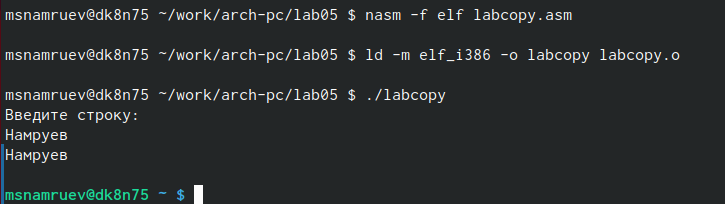 msnamruev@dk8n75 ~/work/arch-pc/lab05 $ nasm -f elf labcopy.asm
msnamruev@dk8n75 ~/work/arch-pc/lab05 $ ld -m elf_i386 -o labcopy labcopy.o
msnamruev@dk8n75 ~/work/arch-pc/lab05 $ ./labcopy
Введите строку:
Намруев
Намруев
msnamruev@dk8n75 ~ $